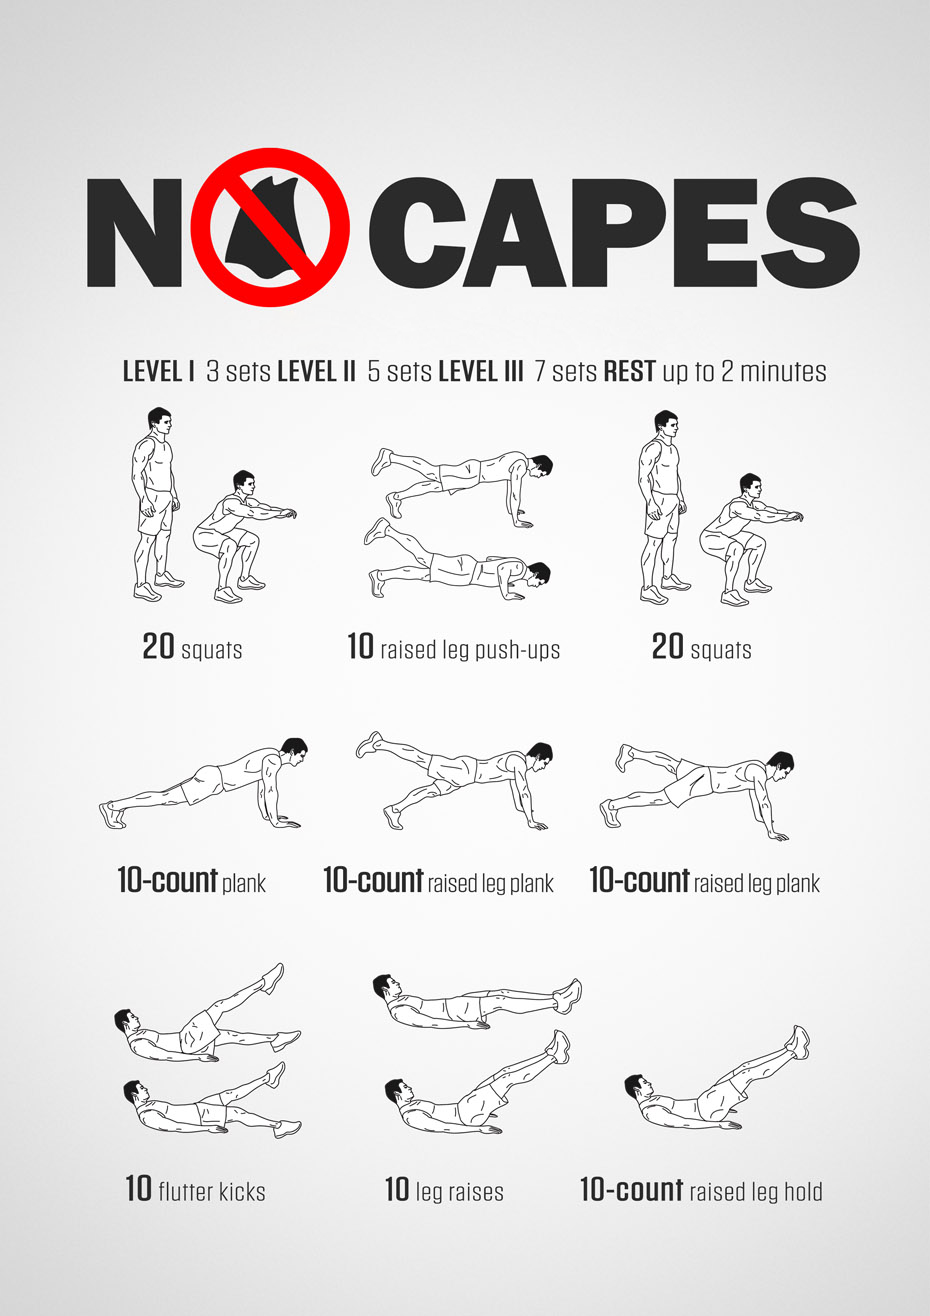 NO CAPES
LEVEL I 3 sets LEVEL II 5 sets LEVEL III 7 sets REST up to 2 minutes
20 squats
10 raised leg push-ups
20 squats
10-count plank
10-count raised leg plank
10-count raised leg plank
10 flutter kicks
10 leg raises
10-count raised leg hold